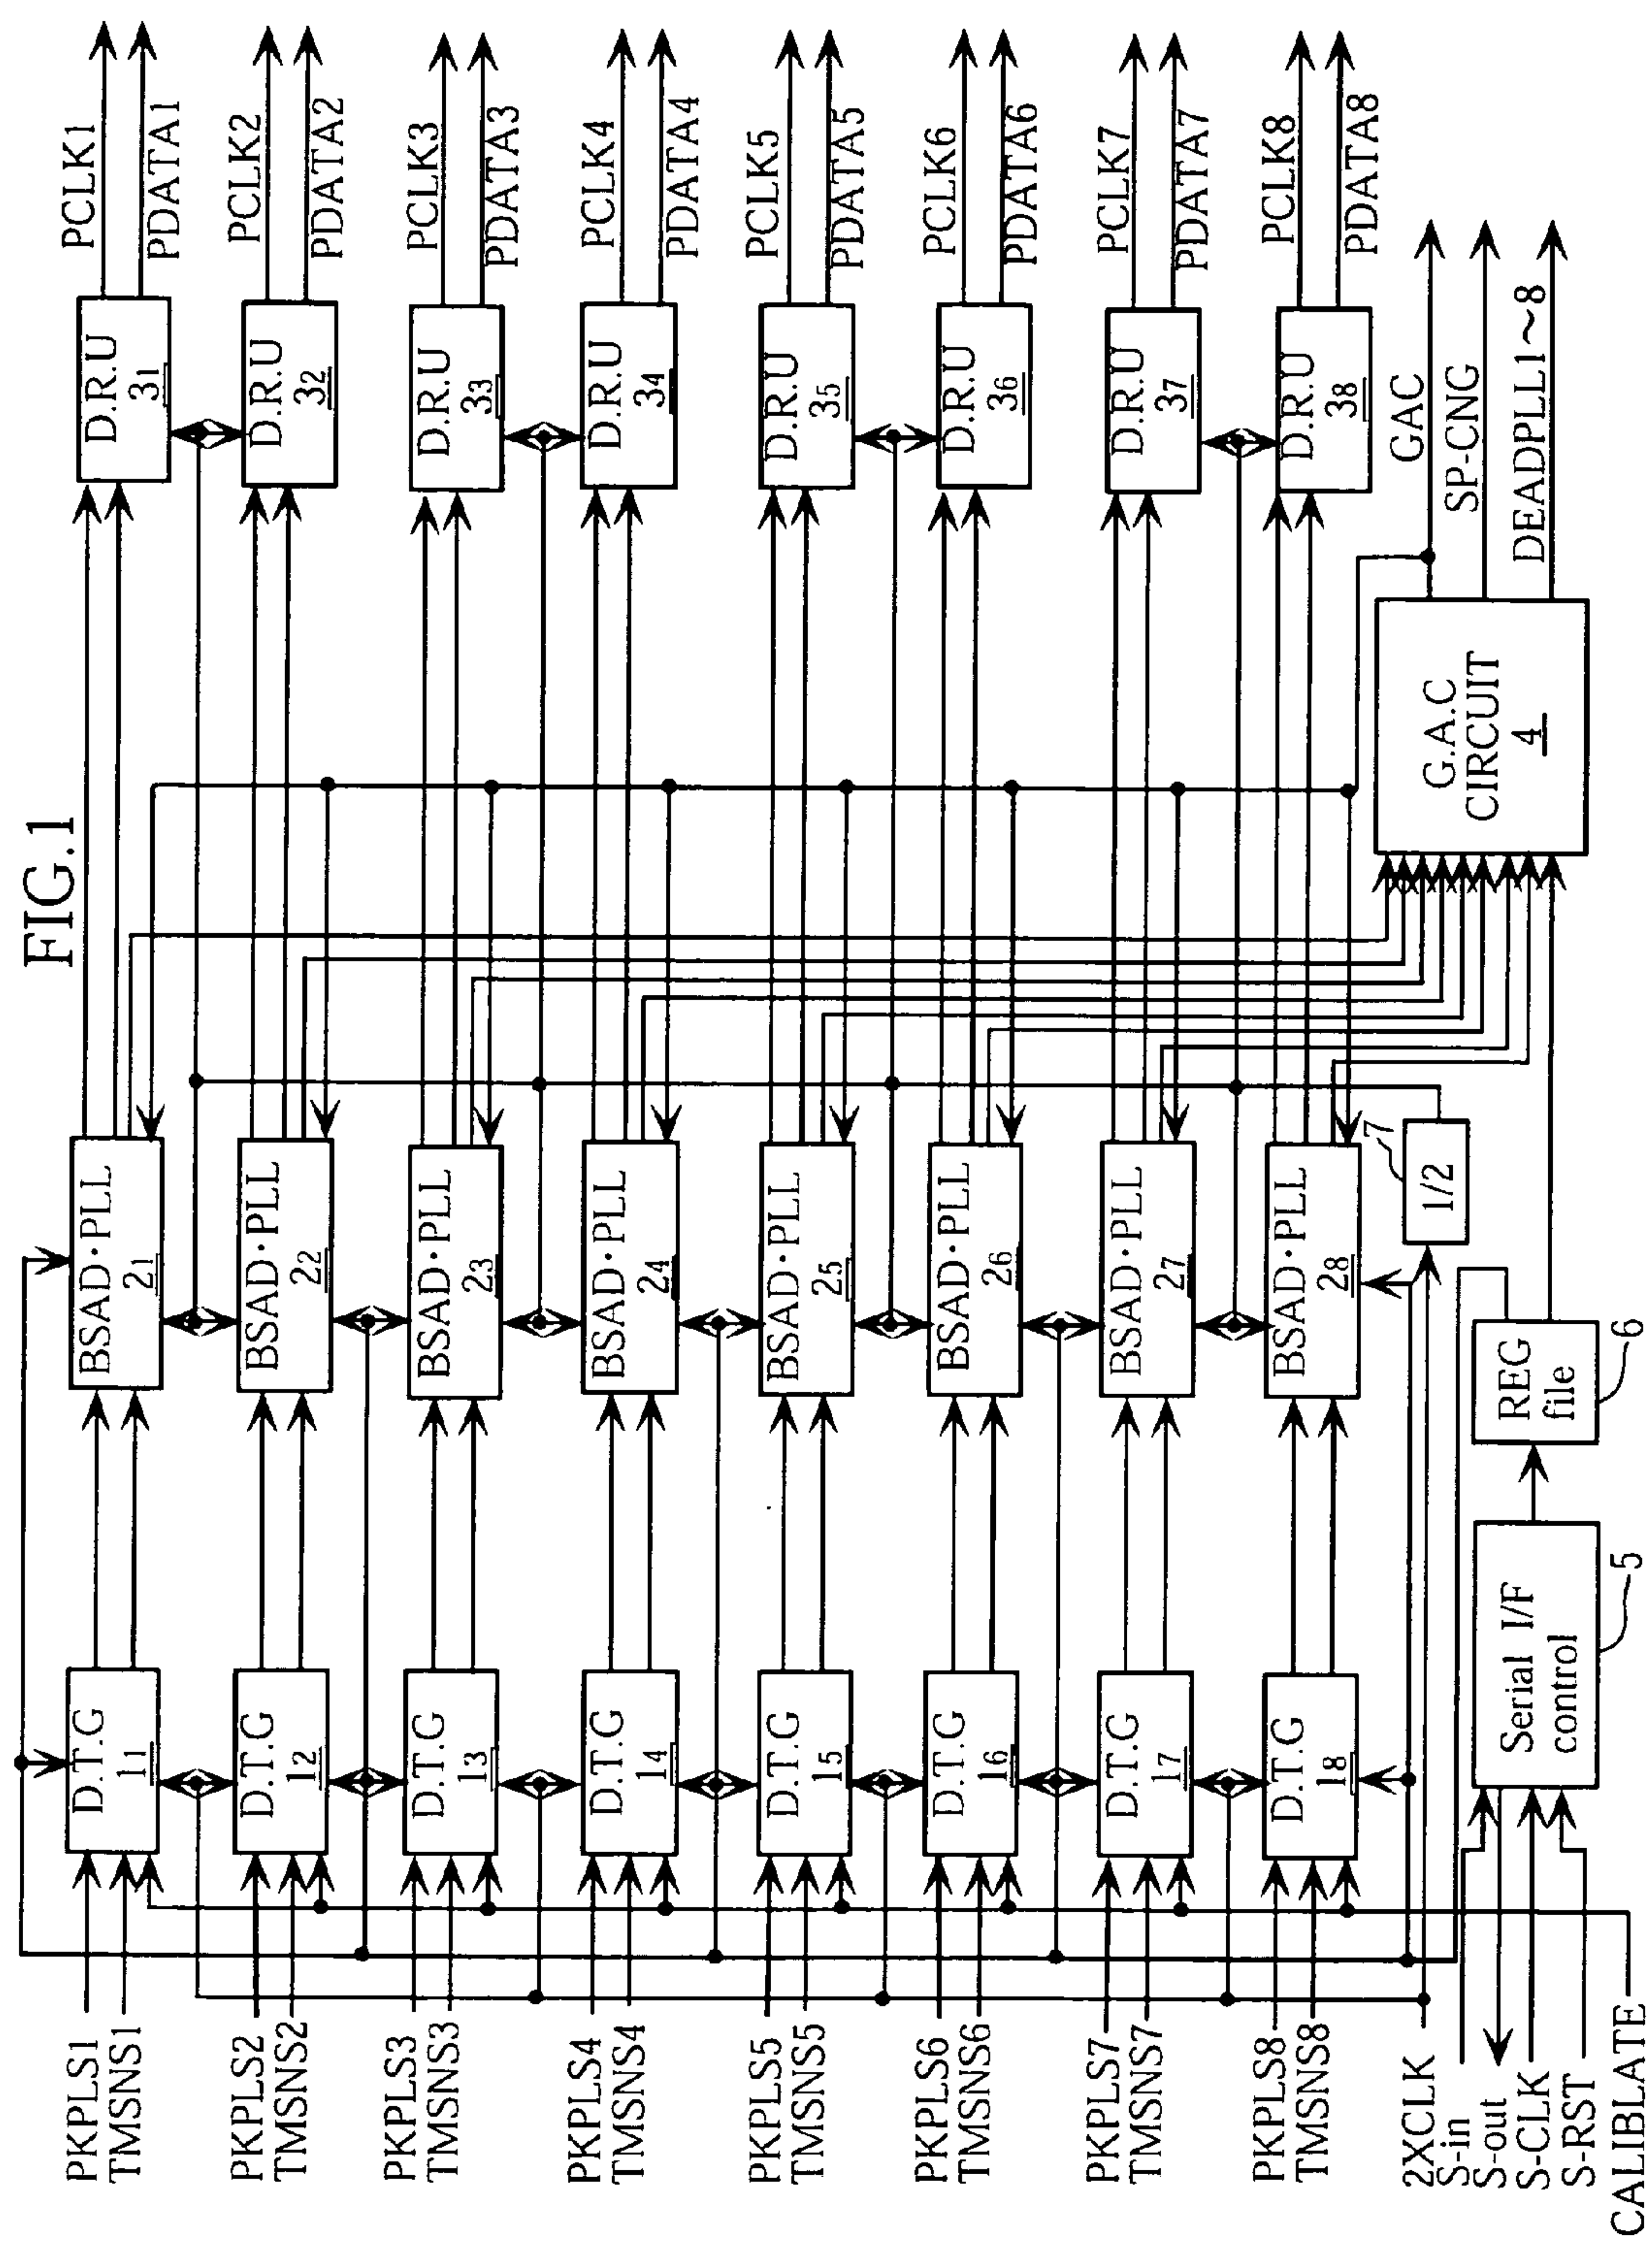 FIG.1
PKPLS1
TMSNS1
D.T.G
11
BSAD·PLL
21
D.R.U
31
PCLK1
PDATA1
PKPLS2
TMSNS2
D.T.G
12
BSAD·PLL
22
D.R.U
32
PCLK2
PDATA2
PKPLS3
TMSNS3
D.T.G
13
BSAD·PLL
23
D.R.U
33
PCLK3
PDATA3
PKPLS4
TMSNS4
D.T.G
14
BSAD·PLL
24
D.R.U
34
PCLK4
PDATA4
PKPLS5
TMSNS5
D.T.G
15
BSAD·PLL
25
D.R.U
35
PCLK5
PDATA5
PKPLS6
TMSNS6
D.T.G
16
BSAD·PLL
26
D.R.U
36
PCLK6
PDATA6
PKPLS7
TMSNS7
D.T.G
17
BSAD·PLL
27
D.R.U
37
PCLK7
PDATA7
PKPLS8
TMSNS8
D.T.G
18
BSAD·PLL
28
D.R.U
38
PCLK8
PDATA8
2XCLK
S-in
S-out
S-CLK
S-RST
CALIBLATE
Serial I/F
control
5
REG
file
6
1/2
7
G.A.C
CIRCUIT
4
GAC
SP-CNG
DEADPLL1~8